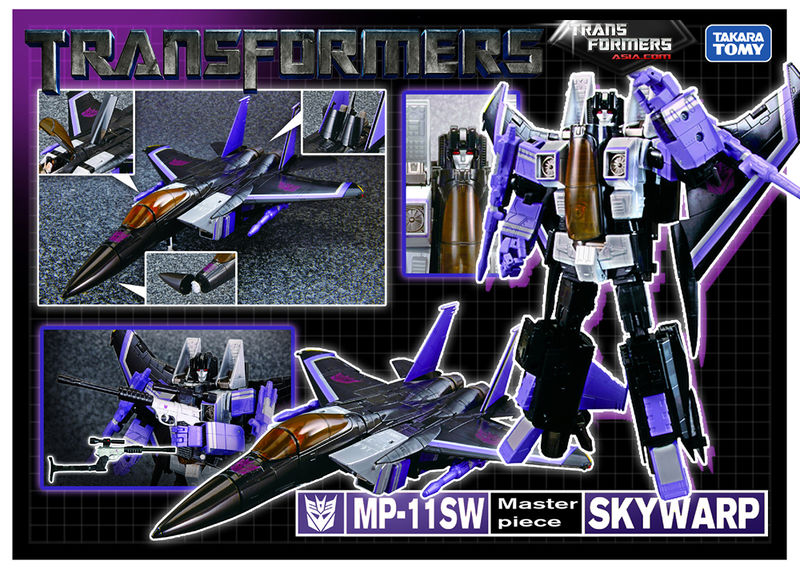 TRANSFORMERS
TRANS
FORMERS
ASIA.COM
TAKARA
TOMY
MP-11SW
Master
piece
SKYWARP